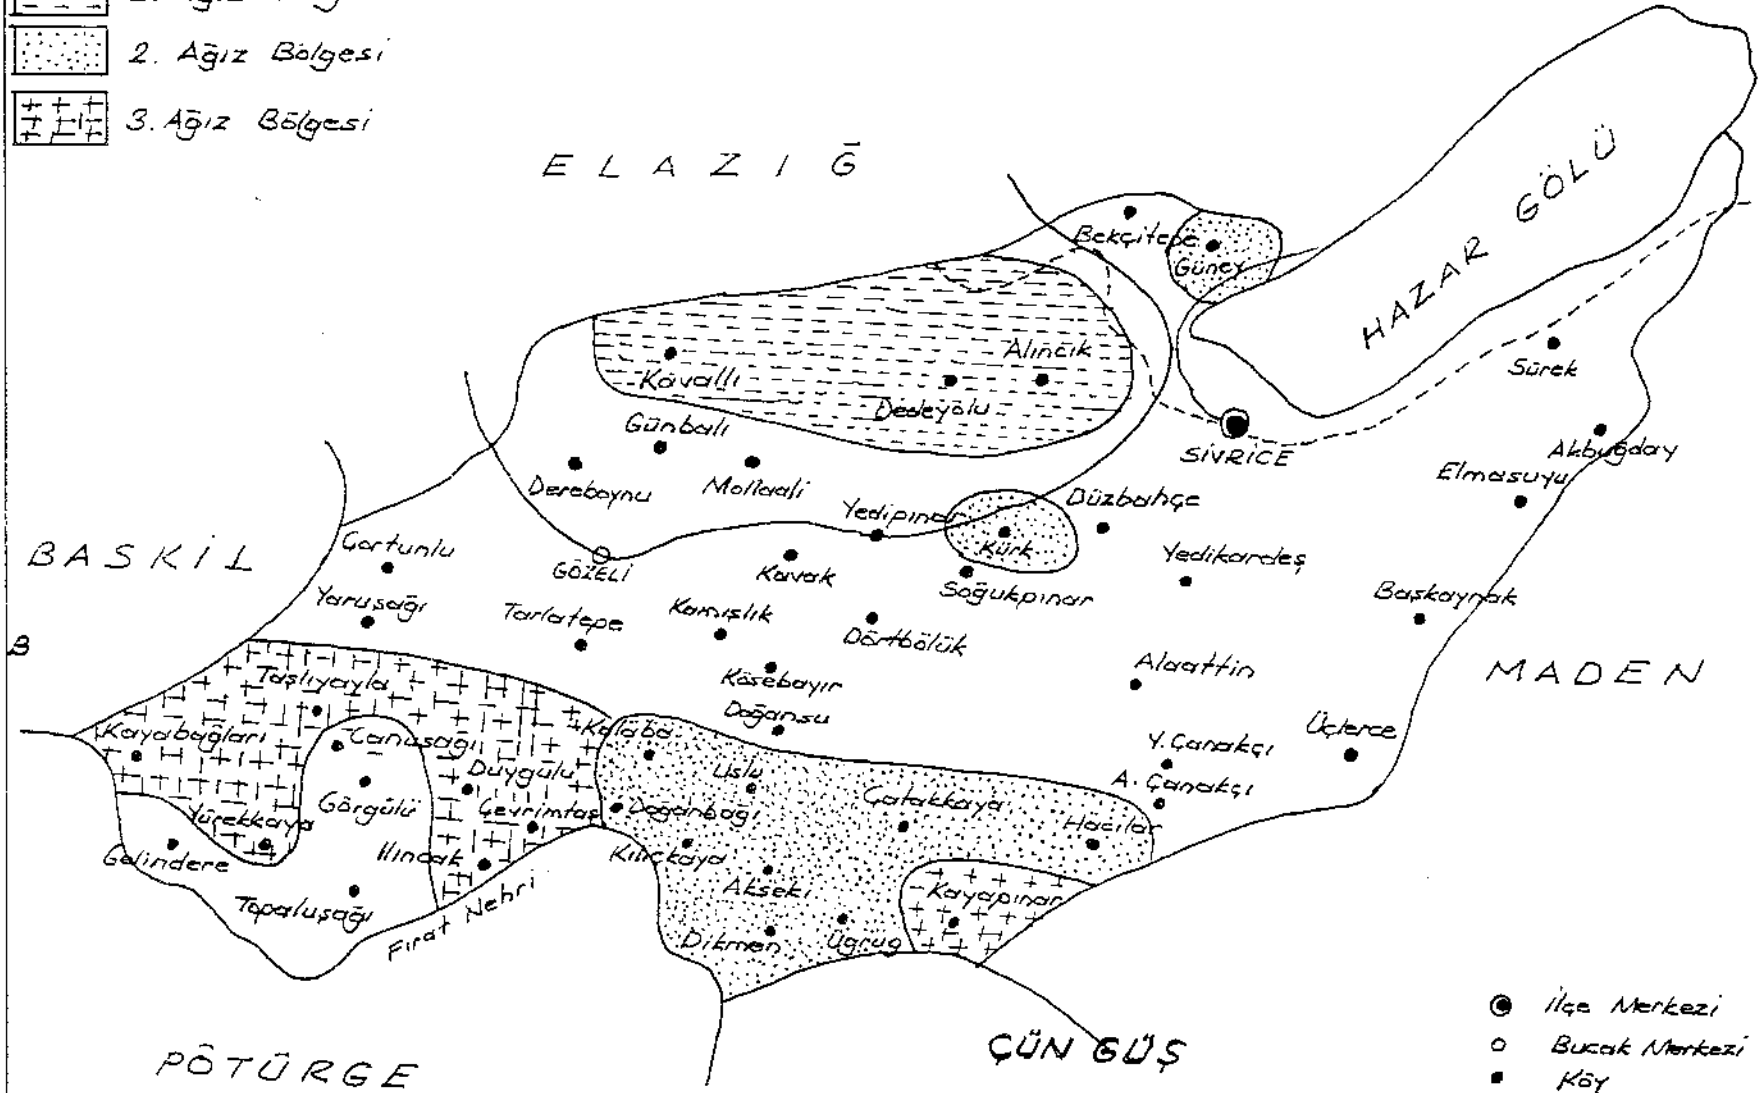 2. Ağız Bölgesi
3. Ağız Bölgesi
ELAZIĞ
HAZAR GÖLÜ
Bekçitepe
Güney
Alıncık
Kavallı
Dedeyolu
Sürek
Günbalı
SİVRİCE
Akbuğday
Elmasuyu
Dereboynu
Mollaali
Düzbahçe
Yedipınar
Kürk
BASKİL
Çortunlu
GÖZELİ
Kavak
Yedikardeş
Soğukpınar
Başkaynak
Yaruşağı
Tarlatepe
Kamışlık
Dörtbölük
B
Alaattin
MADEN
Taşlıyayla
Kösebayır
Doğansu
Üçlerce
Kayabağları
Canuşağı
Kalaba
Y. Çanakçı
Duygulu
Uslu
A. Çanakçı
Görgülü
Çevrimtaş
Doğanbağı
Çatakkaya
Hacılar
Yürekkaya
Gelindere
Ilıncak
Kılıçkaya
Akseki
Kayapınar
Topaluşağı
Fırat Nehri
Dikmen
Uğrug
İlçe Merkezi
Bucak Merkezi
Köy
PÖTÜRGE
ÇÜNGÜŞ